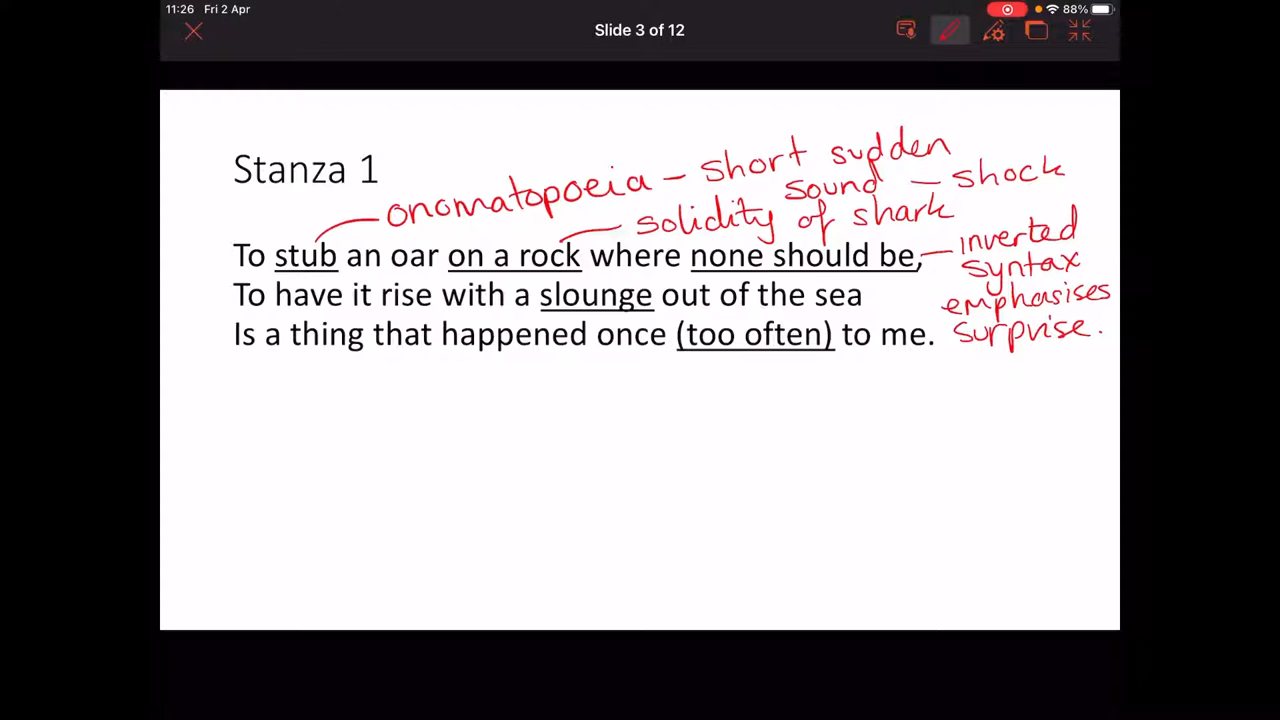 11:26 Fri 2 Apr
88%
Slide 3 of 12
Stanza 1
onomatopoeia – short sudden
sound – shock
solidity of shark
To stub an oar on a rock where none should be,
To have it rise with a slounge out of the sea
Is a thing that happened once (too often) to me.
inverted
syntax
emphasises
surprise.